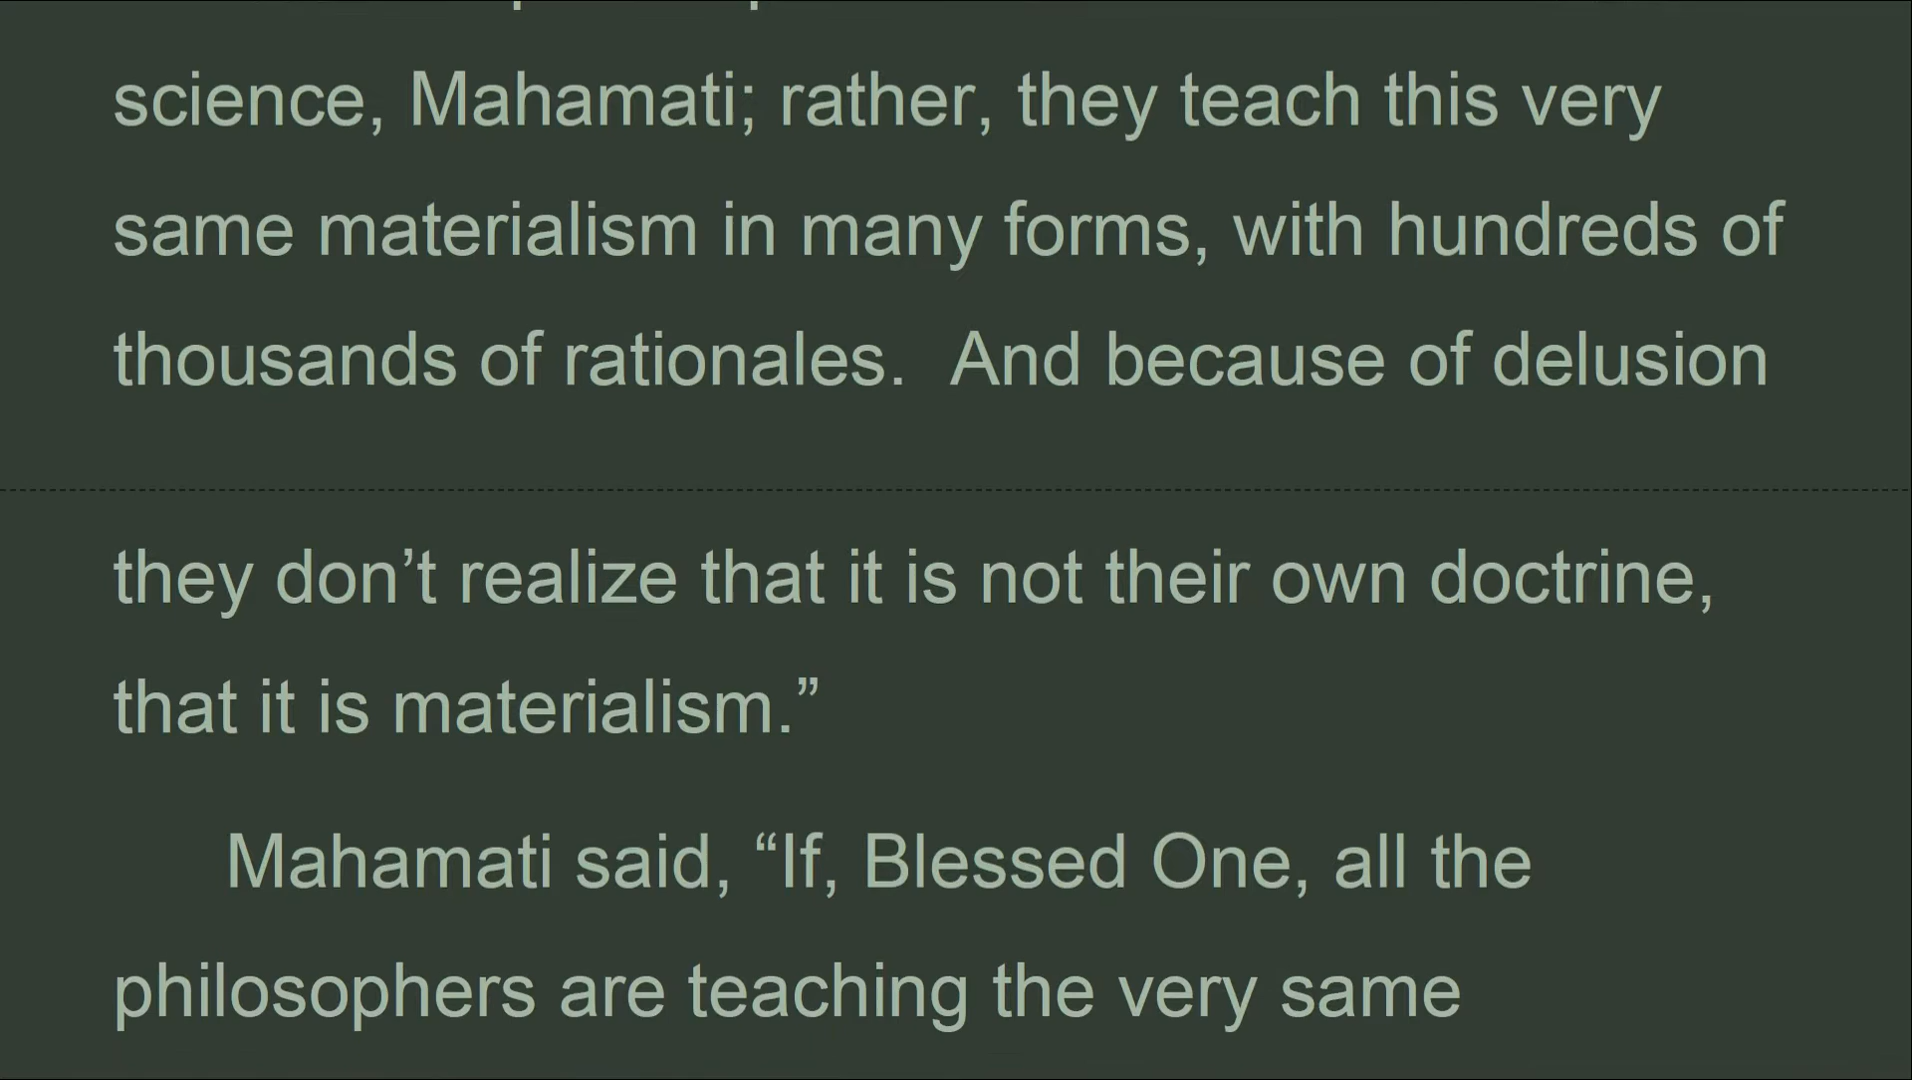 science, Mahamati; rather, they teach this very
same materialism in many forms, with hundreds of
thousands of rationales.  And because of delusion
they don’t realize that it is not their own doctrine,
that it is materialism.”
Mahamati said, “If, Blessed One, all the
philosophers are teaching the very same